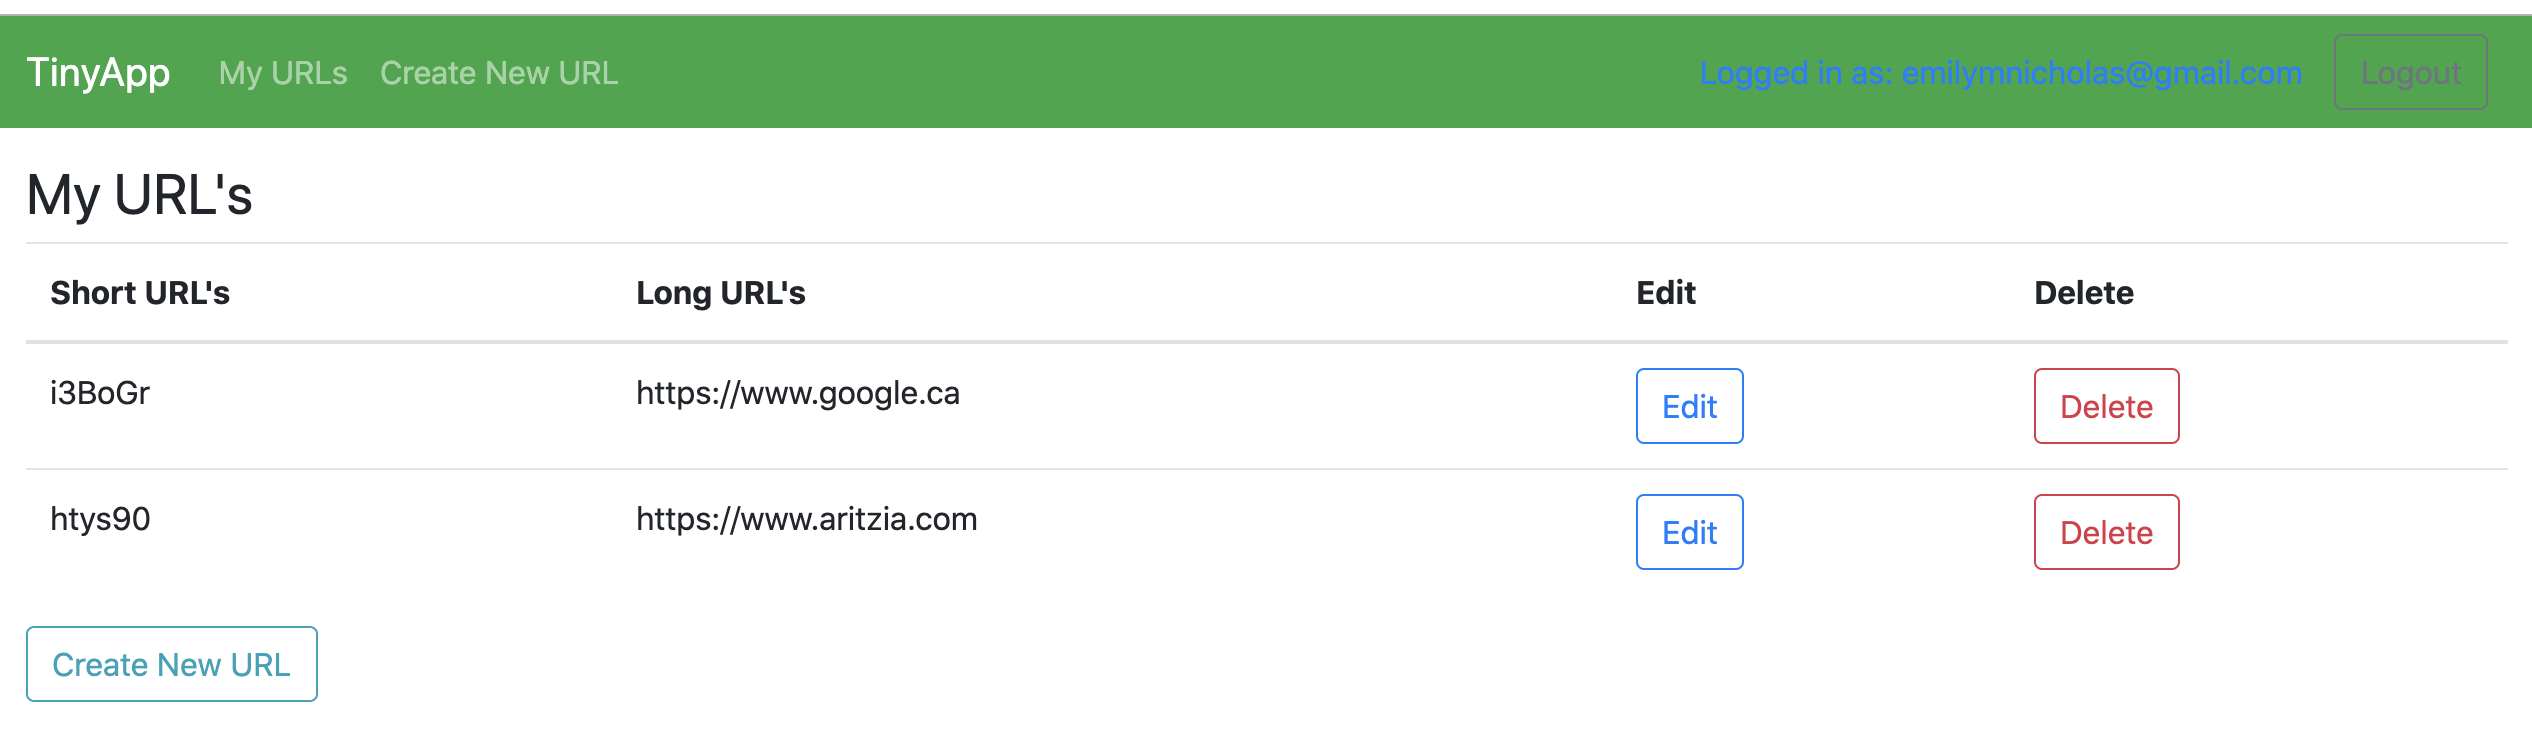 TinyApp My URLs Create New URL Logged in as: emilymnicholas@gmail.com Logout
My URL's
Short URL's Long URL's Edit Delete
i3BoGr https://www.google.ca Edit Delete
htys90 https://www.aritzia.com Edit Delete
Create New URL